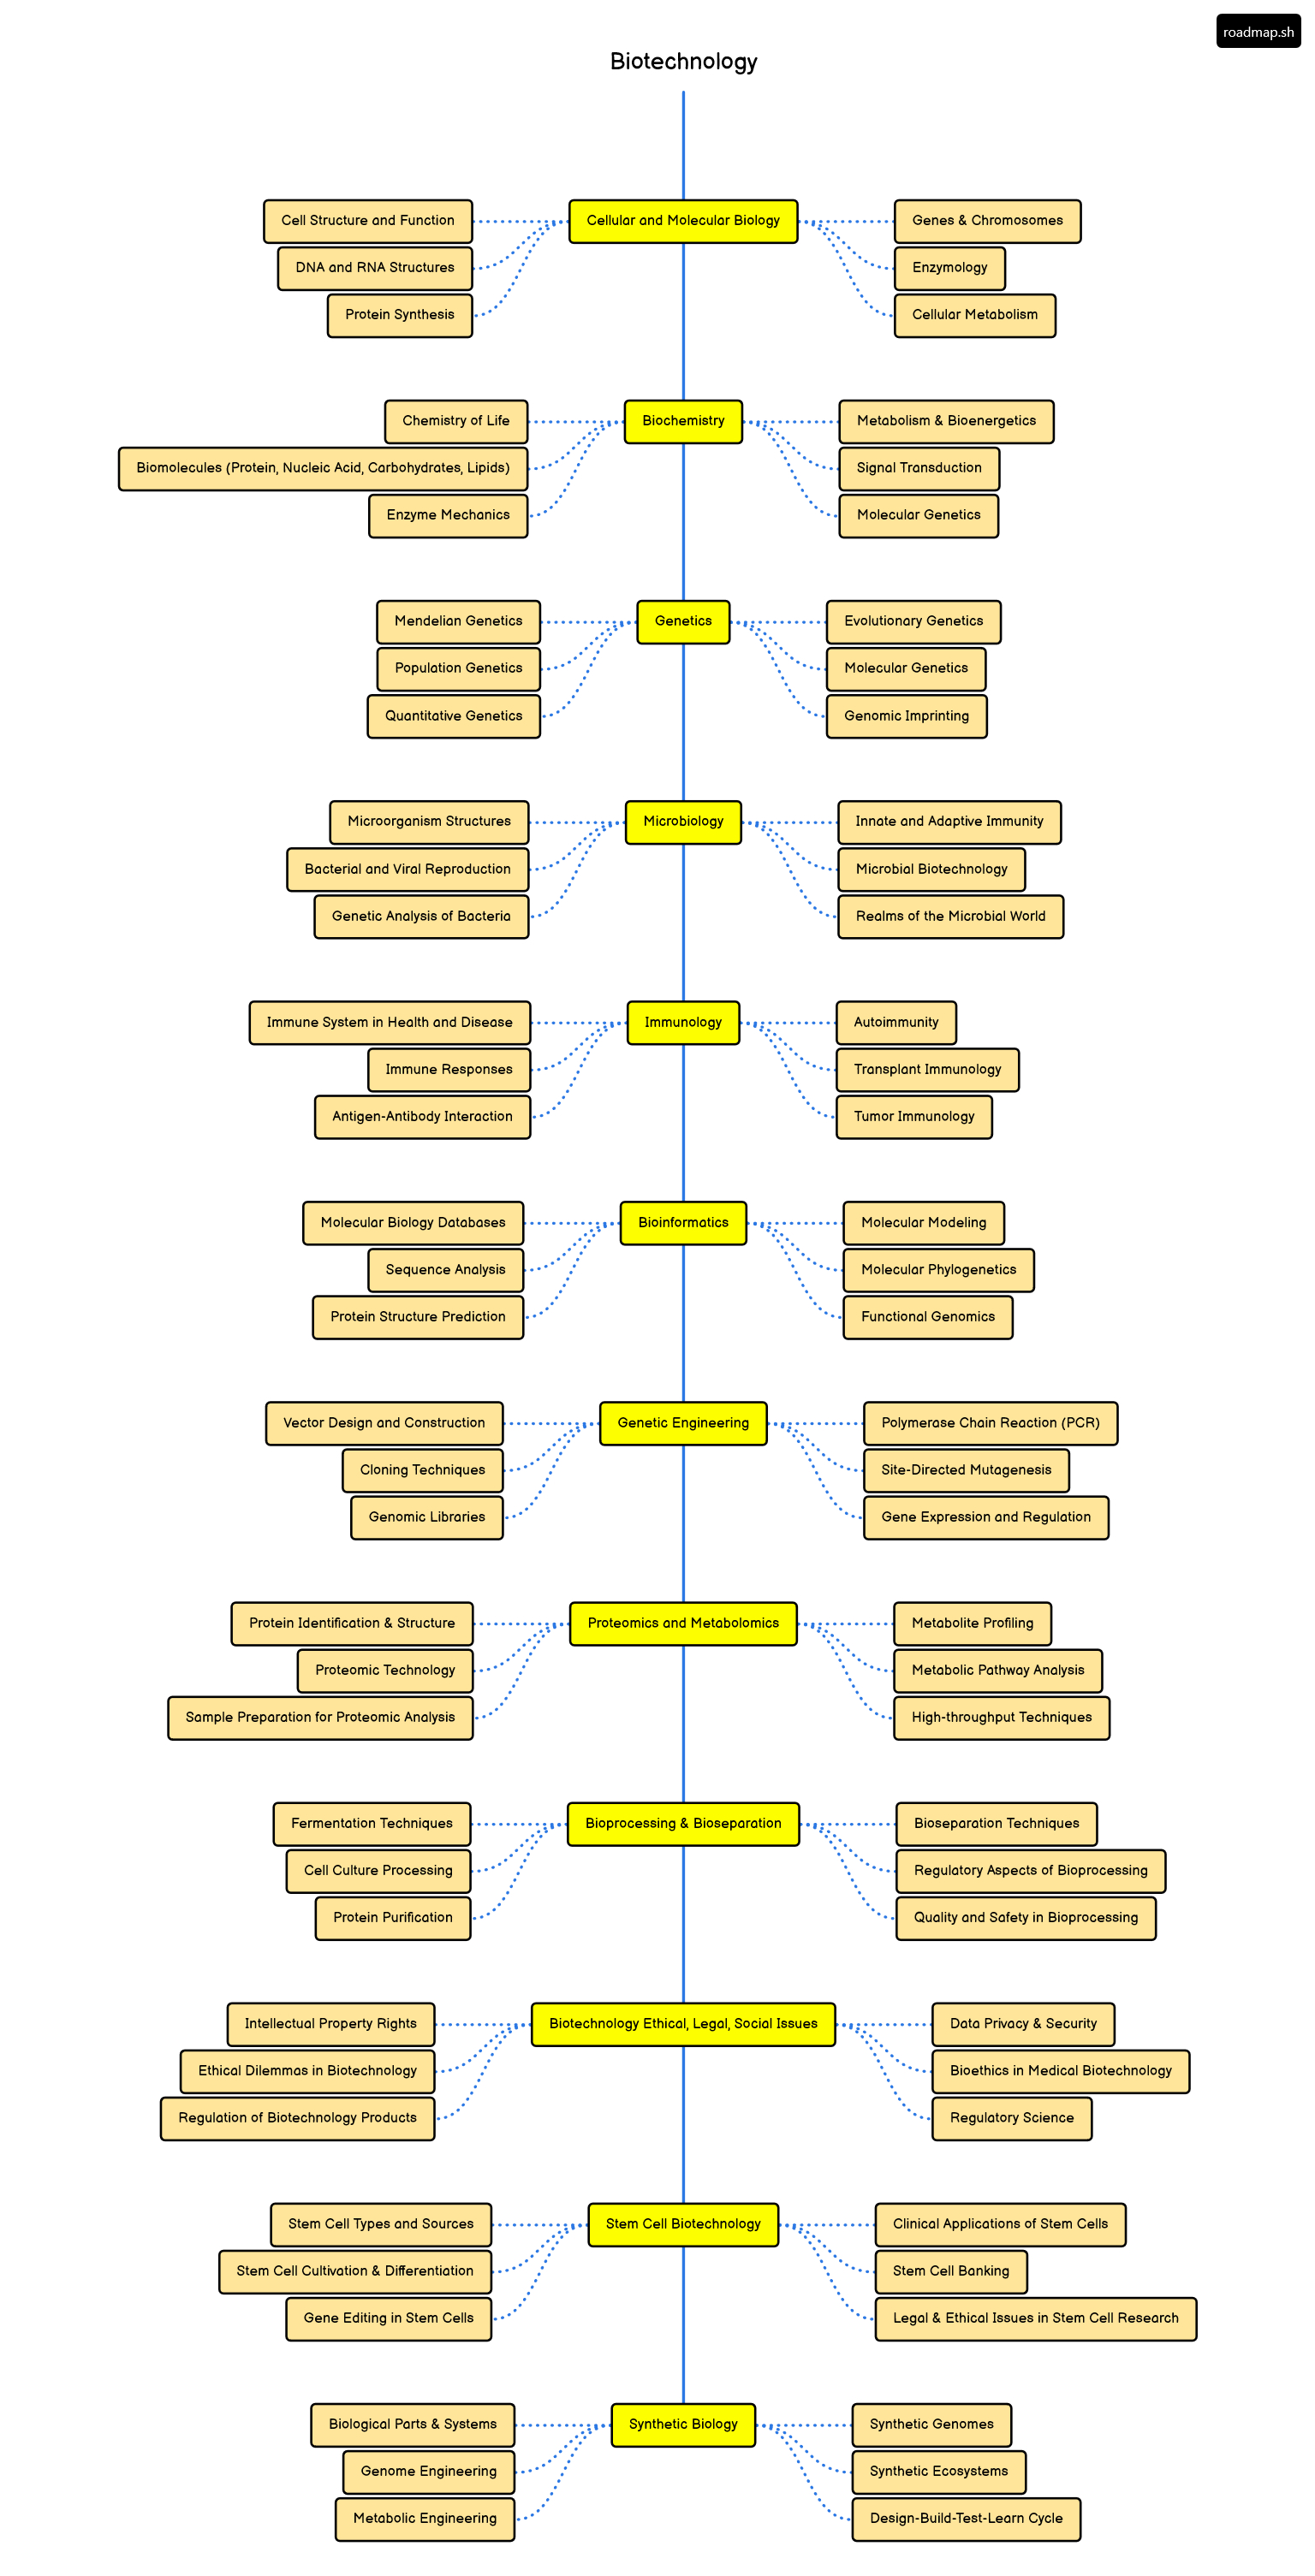 roadmap.sh
Biotechnology
Cell Structure and Function
Cellular and Molecular Biology
Genes & Chromosomes
DNA and RNA Structures
Enzymology
Protein Synthesis
Cellular Metabolism
Chemistry of Life
Biochemistry
Metabolism & Bioenergetics
Biomolecules (Protein, Nucleic Acid, Carbohydrates, Lipids)
Signal Transduction
Enzyme Mechanics
Molecular Genetics
Mendelian Genetics
Genetics
Evolutionary Genetics
Population Genetics
Molecular Genetics
Quantitative Genetics
Genomic Imprinting
Microorganism Structures
Microbiology
Innate and Adaptive Immunity
Bacterial and Viral Reproduction
Microbial Biotechnology
Genetic Analysis of Bacteria
Realms of the Microbial World
Immune System in Health and Disease
Immunology
Autoimmunity
Immune Responses
Transplant Immunology
Antigen-Antibody Interaction
Tumor Immunology
Molecular Biology Databases
Bioinformatics
Molecular Modeling
Sequence Analysis
Molecular Phylogenetics
Protein Structure Prediction
Functional Genomics
Vector Design and Construction
Genetic Engineering
Polymerase Chain Reaction (PCR)
Cloning Techniques
Site-Directed Mutagenesis
Genomic Libraries
Gene Expression and Regulation
Protein Identification & Structure
Proteomics and Metabolomics
Metabolite Profiling
Proteomic Technology
Metabolic Pathway Analysis
Sample Preparation for Proteomic Analysis
High-throughput Techniques
Fermentation Techniques
Bioprocessing & Bioseparation
Bioseparation Techniques
Cell Culture Processing
Regulatory Aspects of Bioprocessing
Protein Purification
Quality and Safety in Bioprocessing
Intellectual Property Rights
Biotechnology Ethical, Legal, Social Issues
Data Privacy & Security
Ethical Dilemmas in Biotechnology
Bioethics in Medical Biotechnology
Regulation of Biotechnology Products
Regulatory Science
Stem Cell Types and Sources
Stem Cell Biotechnology
Clinical Applications of Stem Cells
Stem Cell Cultivation & Differentiation
Stem Cell Banking
Gene Editing in Stem Cells
Legal & Ethical Issues in Stem Cell Research
Biological Parts & Systems
Synthetic Biology
Synthetic Genomes
Genome Engineering
Synthetic Ecosystems
Metabolic Engineering
Design-Build-Test-Learn Cycle